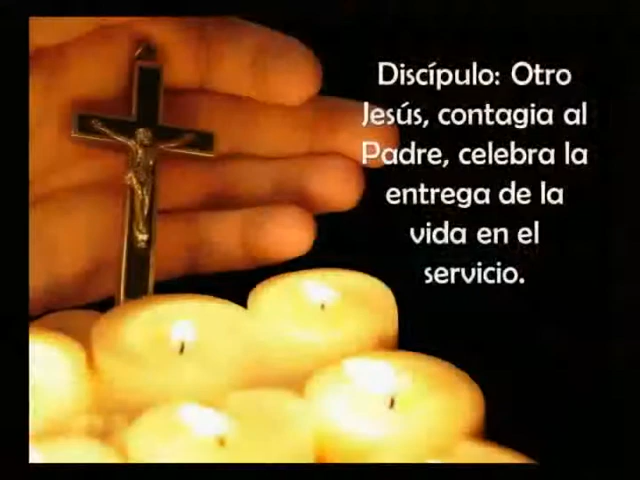 Discípulo: Otro
Jesús, contagia al
Padre, celebra la
entrega de la
vida en el
servicio.